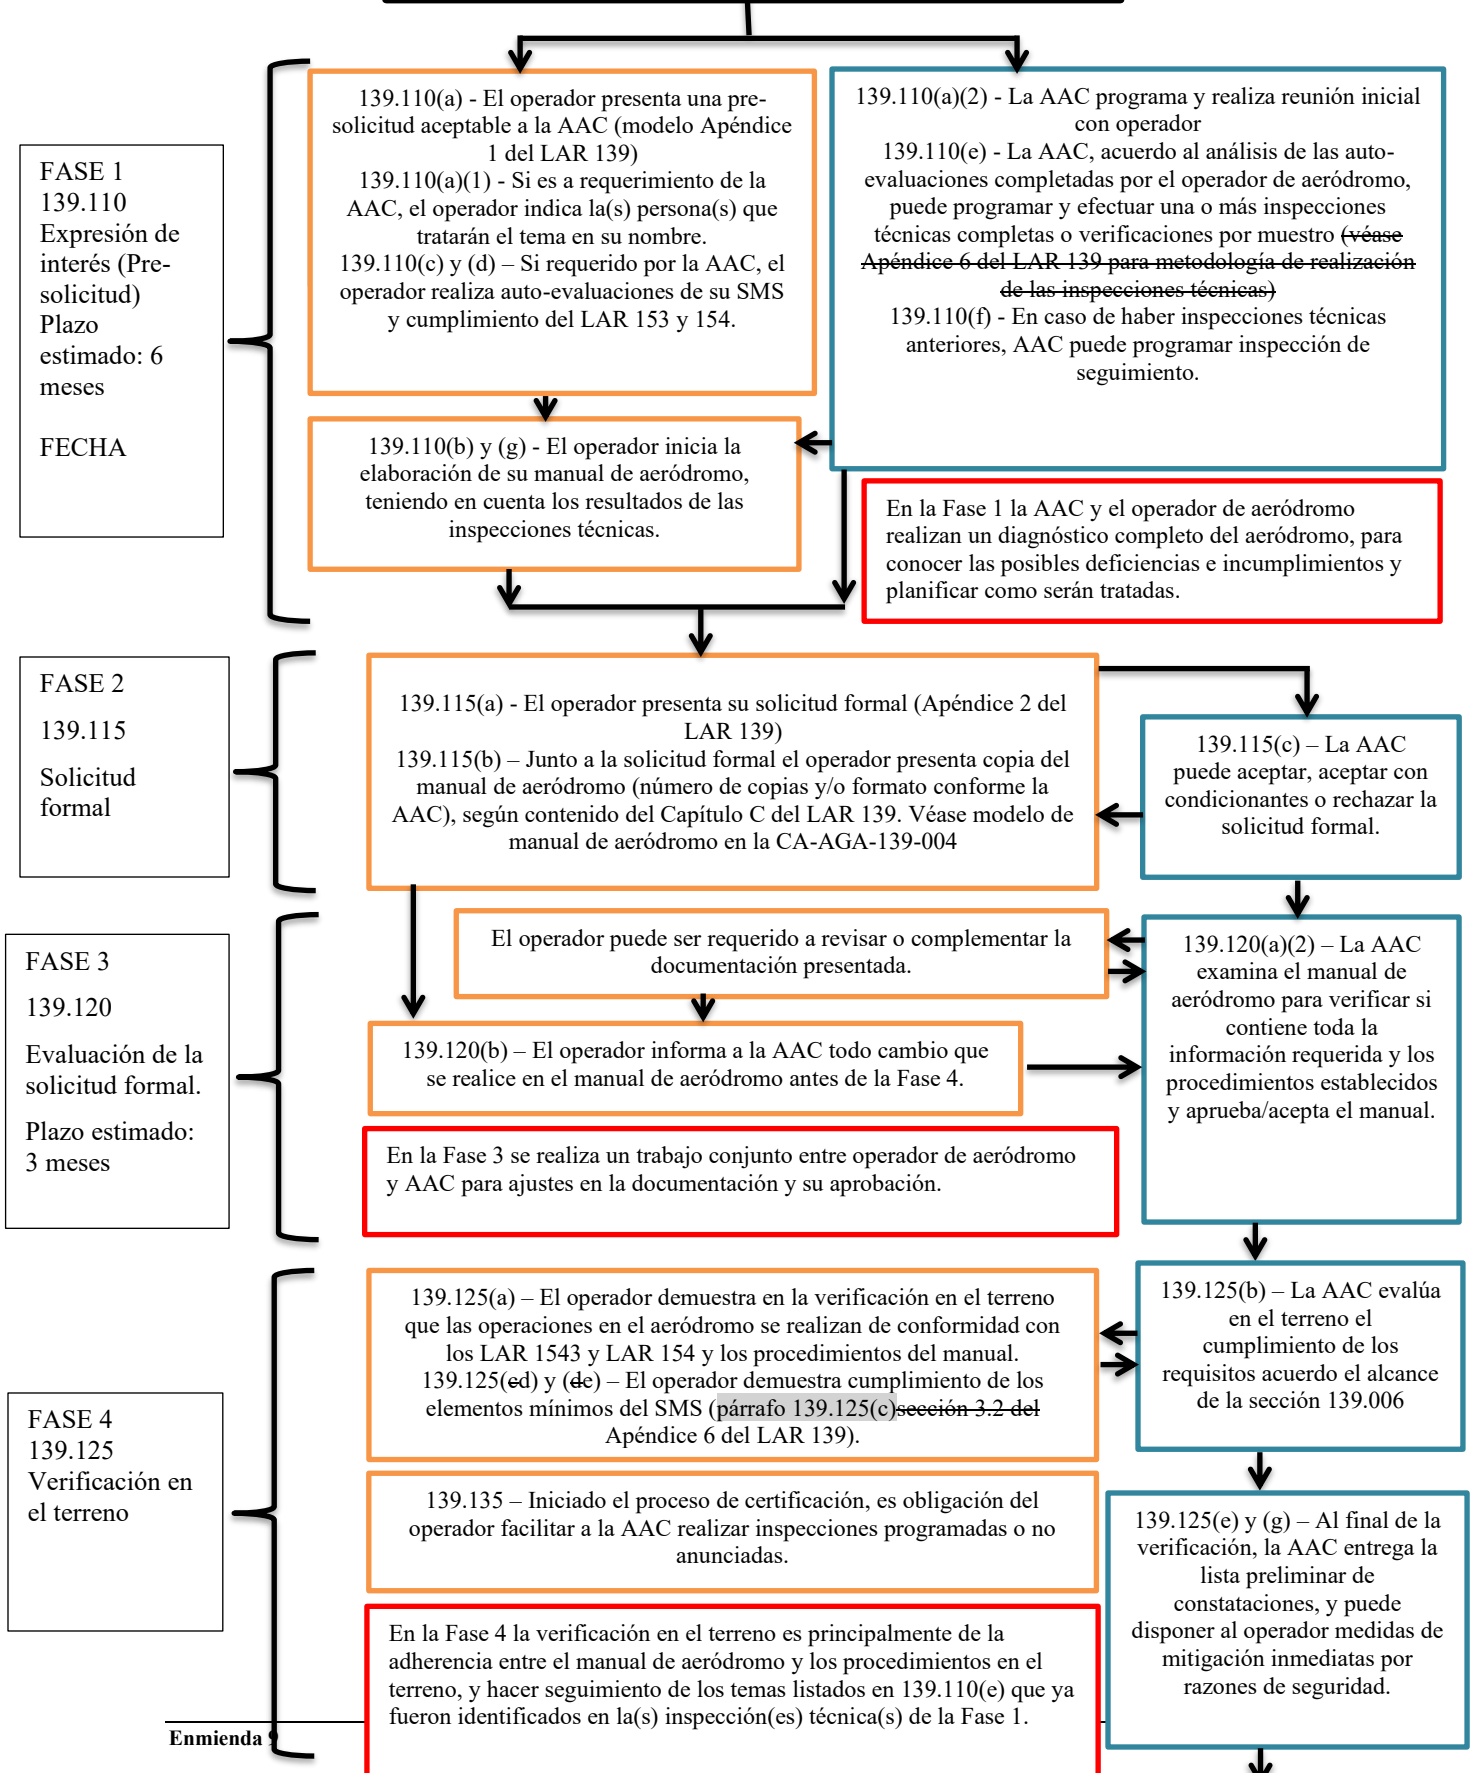 FASE 1
139.110
Expresión de
interés (Pre-
solicitud)
Plazo
estimado: 6
meses
FECHA
139.110(a) - El operador presenta una pre-
solicitud aceptable a la AAC (modelo Apéndice
1 del LAR 139)
139.110(a)(1) - Si es a requerimiento de la
AAC, el operador indica la(s) persona(s) que
tratarán el tema en su nombre.
139.110(c) y (d) – Si requerido por la AAC, el
operador realiza auto-evaluaciones de su SMS
y cumplimiento del LAR 153 y 154.
139.110(a)(2) - La AAC programa y realiza reunión inicial
con operador
139.110(e) - La AAC, acuerdo al análisis de las auto-
evaluaciones completadas por el operador de aeródromo,
puede programar y efectuar una o más inspecciones
técnicas completas o verificaciones por muestro (véase
Apéndice 6 del LAR 139 para metodología de realización
de las inspecciones técnicas)
139.110(f) - En caso de haber inspecciones técnicas
anteriores, AAC puede programar inspección de
seguimiento.
139.110(b) y (g) - El operador inicia la
elaboración de su manual de aeródromo,
teniendo en cuenta los resultados de las
inspecciones técnicas.
En la Fase 1 la AAC y el operador de aeródromo
realizan un diagnóstico completo del aeródromo, para
conocer las posibles deficiencias e incumplimientos y
planificar como serán tratadas.
FASE 2
139.115
Solicitud
formal
139.115(a) - El operador presenta su solicitud formal (Apéndice 2 del
LAR 139)
139.115(b) – Junto a la solicitud formal el operador presenta copia del
manual de aeródromo (número de copias y/o formato conforme la
AAC), según contenido del Capítulo C del LAR 139. Véase modelo de
manual de aeródromo en la CA-AGA-139-004
139.115(c) – La AAC
puede aceptar, aceptar con
condicionantes o rechazar la
solicitud formal.
FASE 3
139.120
Evaluación de la
solicitud formal.
Plazo estimado:
3 meses
El operador puede ser requerido a revisar o complementar la
documentación presentada.
139.120(b) – El operador informa a la AAC todo cambio que
se realice en el manual de aeródromo antes de la Fase 4.
139.120(a)(2) – La AAC
examina el manual de
aeródromo para verificar si
contiene toda la
información requerida y los
procedimientos establecidos
y aprueba/acepta el manual.
En la Fase 3 se realiza un trabajo conjunto entre operador de aeródromo
y AAC para ajustes en la documentación y su aprobación.
FASE 4
139.125
Verificación en
el terreno
139.125(a) – El operador demuestra en la verificación en el terreno
que las operaciones en el aeródromo se realizan de conformidad con
los LAR 1543 y LAR 154 y los procedimientos del manual.
139.125(cd) y (de) – El operador demuestra cumplimiento de los
elementos mínimos del SMS (párrafo 139.125(c)sección 3.2 del
Apéndice 6 del LAR 139).
139.125(b) – La AAC evalúa
en el terreno el
cumplimiento de los
requisitos acuerdo el alcance
de la sección 139.006
139.135 – Iniciado el proceso de certificación, es obligación del
operador facilitar a la AAC realizar inspecciones programadas o no
anunciadas.
139.125(e) y (g) – Al final de la
verificación, la AAC entrega la
lista preliminar de
constataciones, y puede
disponer al operador medidas de
mitigación inmediatas por
razones de seguridad.
En la Fase 4 la verificación en el terreno es principalmente de la
adherencia entre el manual de aeródromo y los procedimientos en el
terreno, y hacer seguimiento de los temas listados en 139.110(e) que ya
fueron identificados en la(s) inspección(es) técnica(s) de la Fase 1.
Enmienda 9